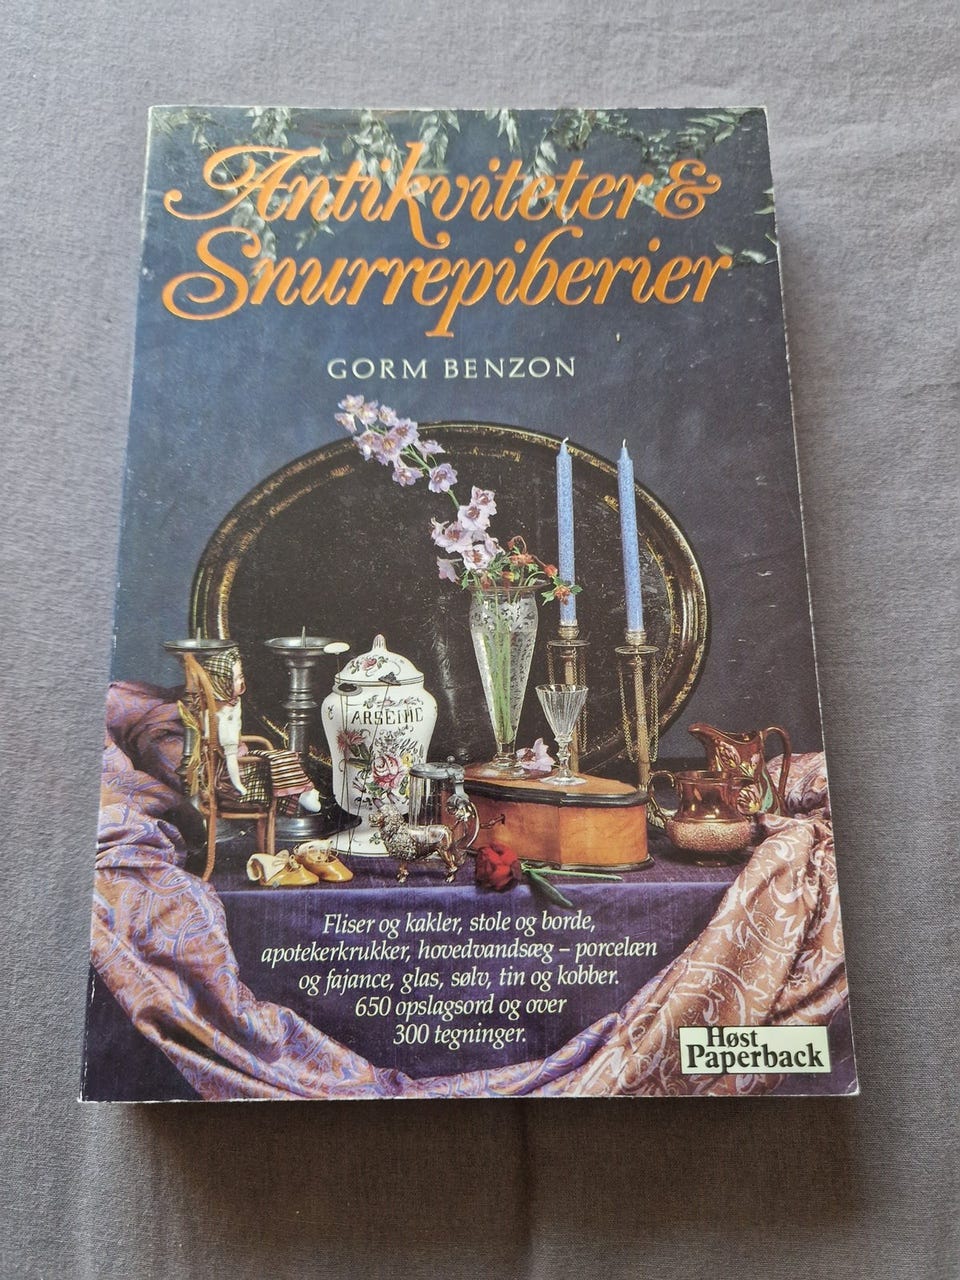 Antikviteter &
Snurrepiberier
GORM BENZON
ARSENIC
Fliser og kakler, stole og borde,
apotekerkrukker, hovedvandsæg – porcelæn
og fajance, glas, sølv, tin og kobber.
650 opslagsord og over
300 tegninger.
Høst
Paperback